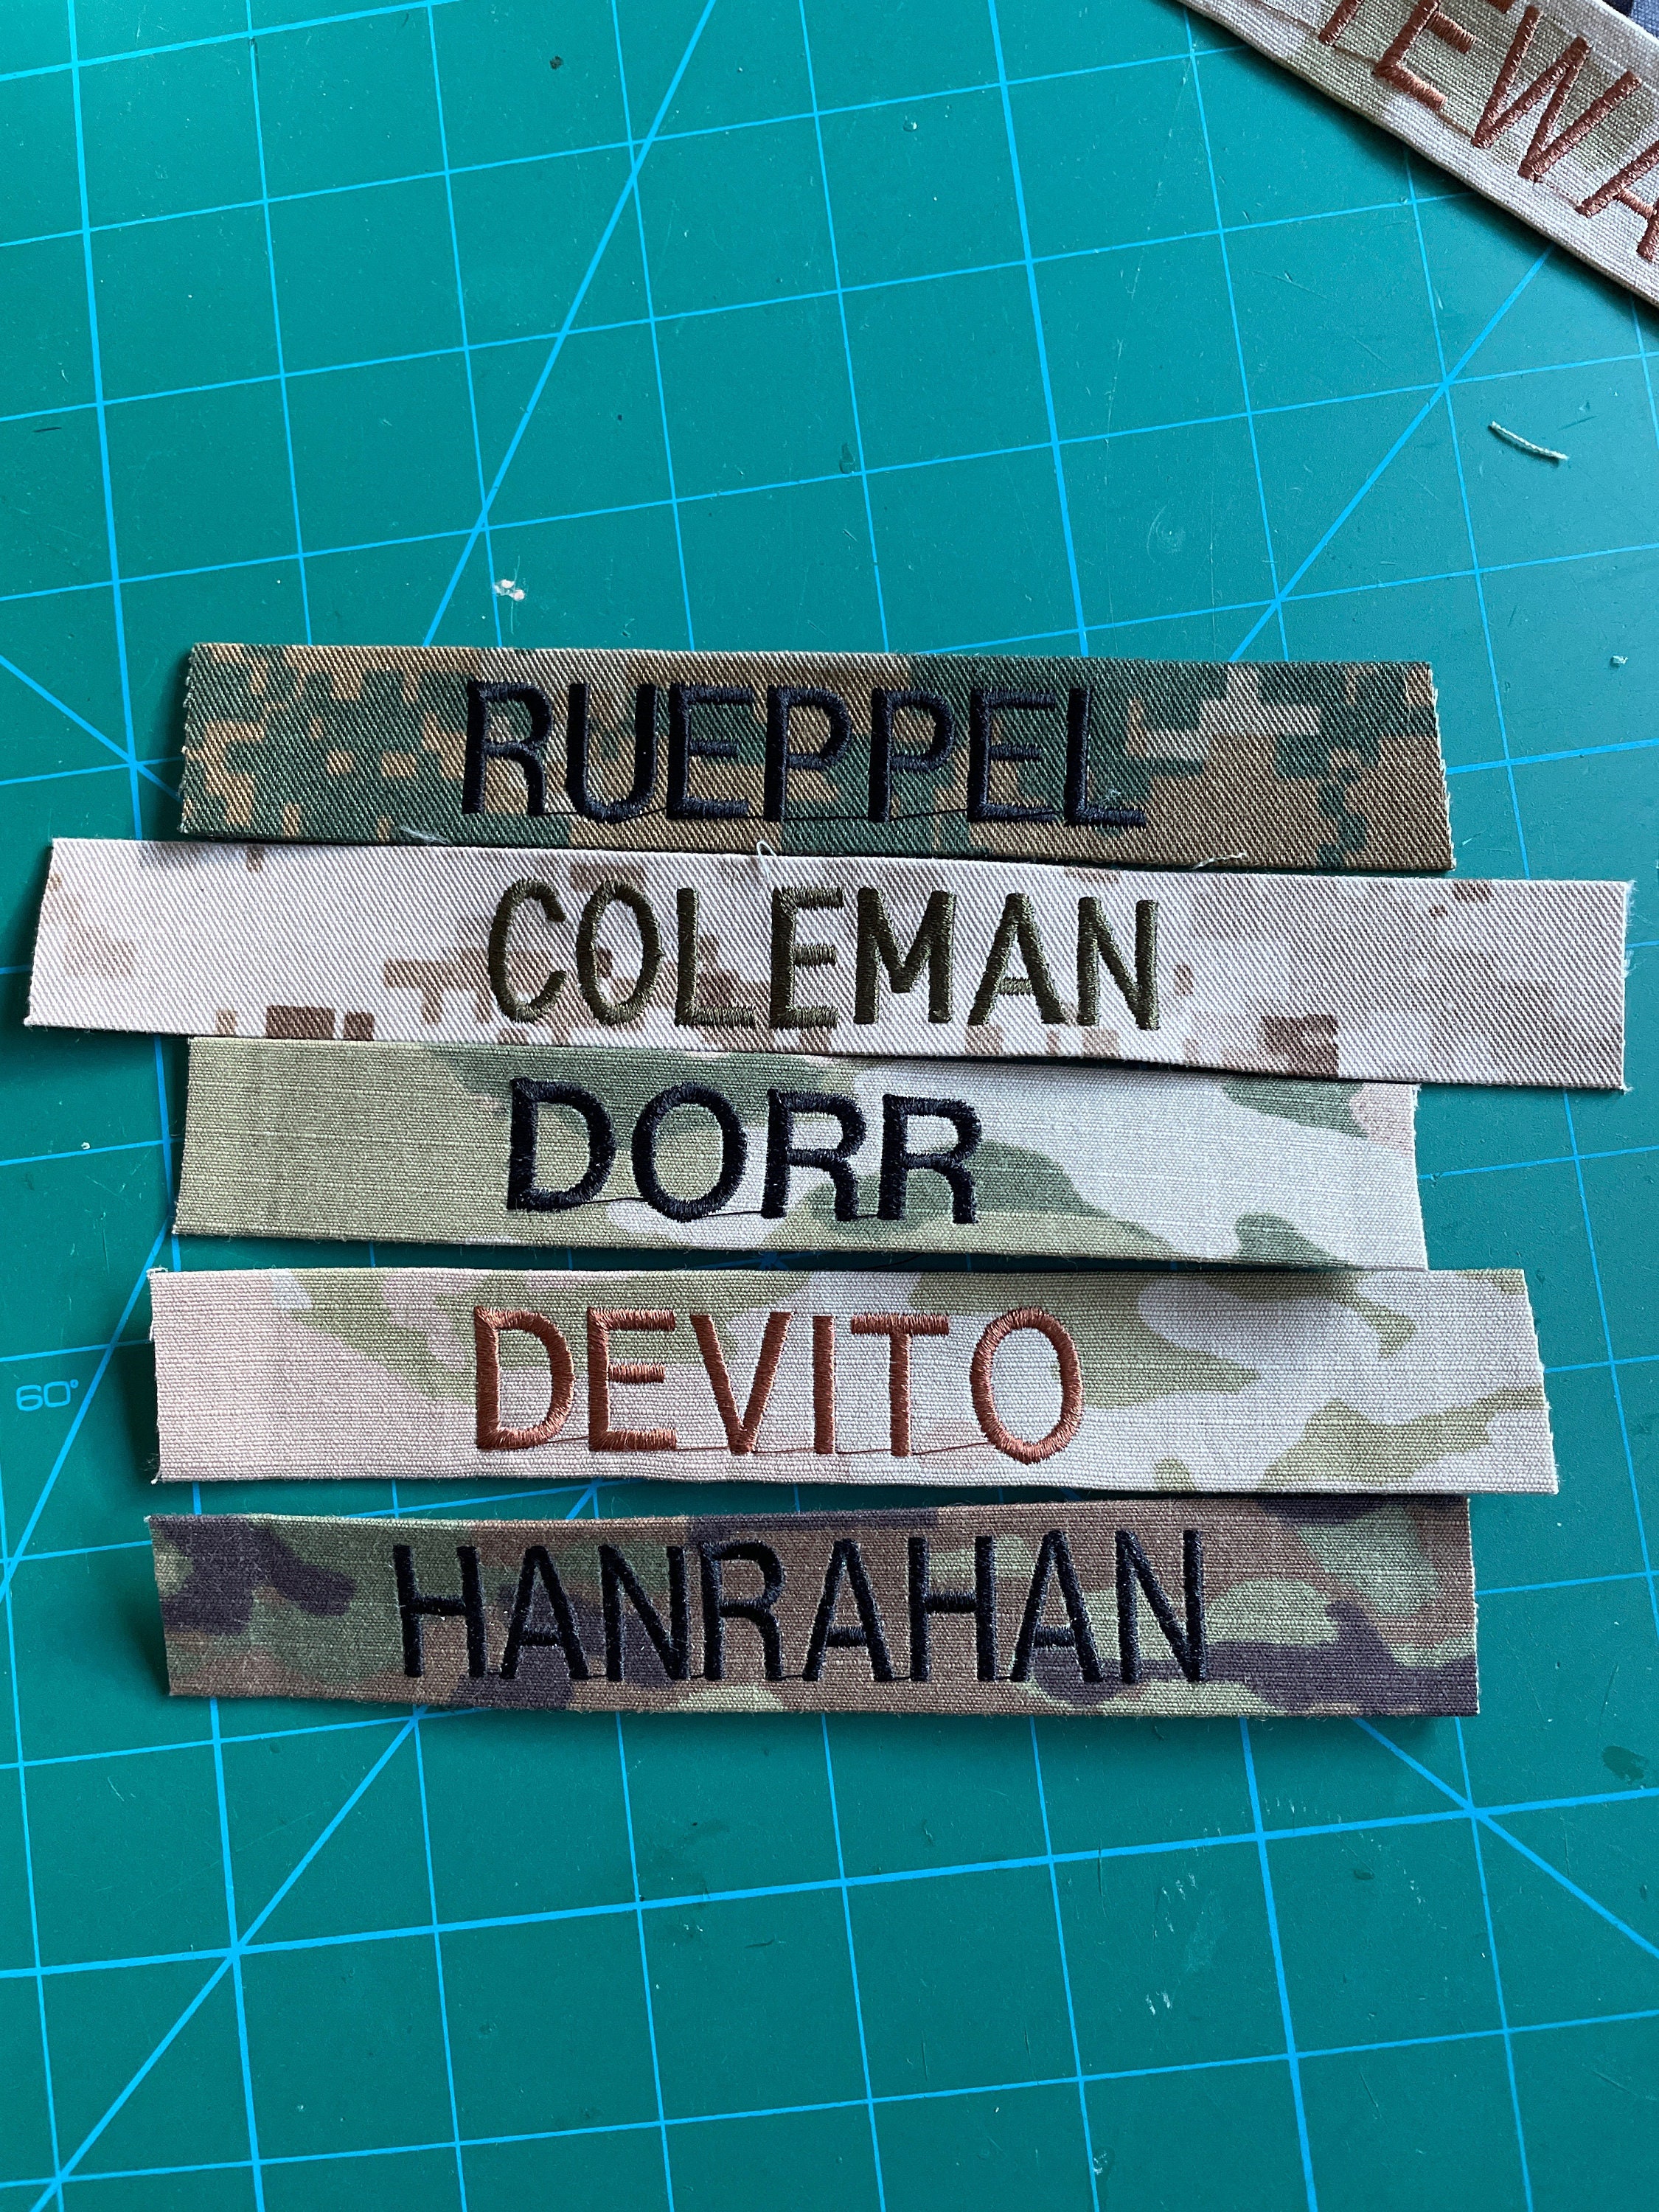 RUEPPEL
COLEMAN
DORR
DEVITO
60°
HANRAHAN